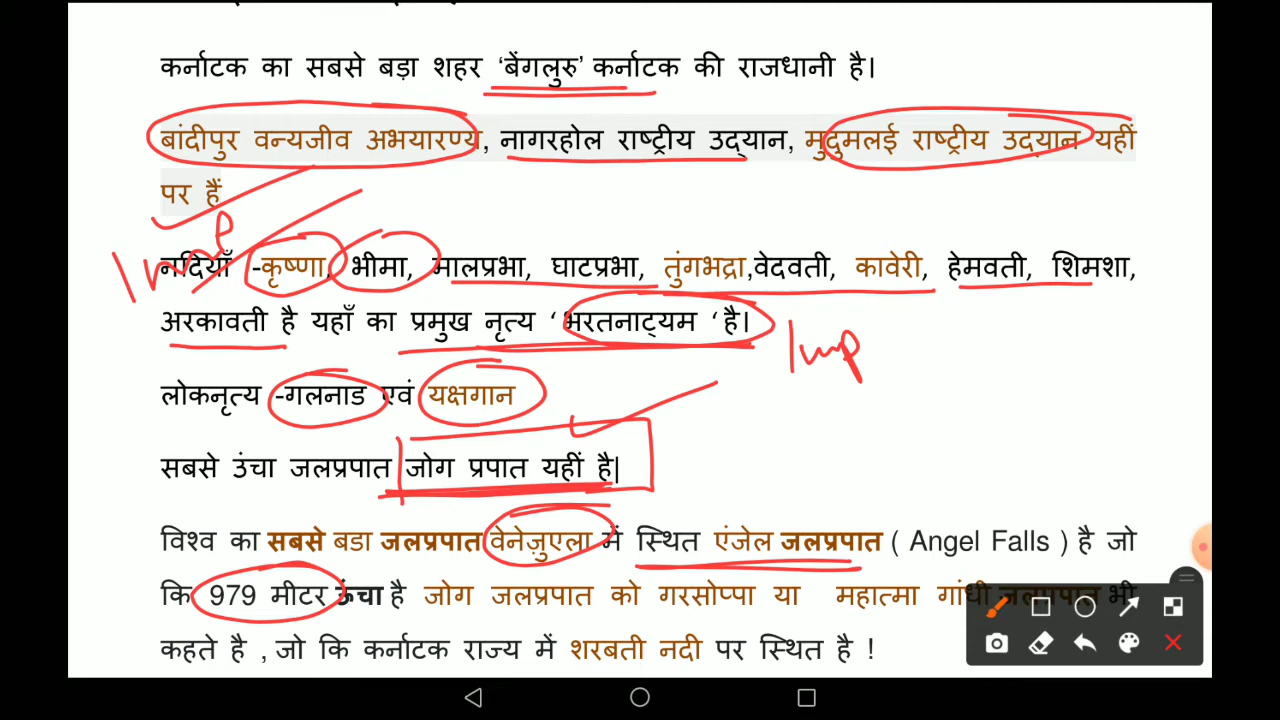 कर्नाटक का सबसे बड़ा शहर ‘बेंगलुरु’ कर्नाटक की राजधानी है।
बांदीपुर वन्यजीव अभयारण्य, नागरहोल राष्ट्रीय उद्यान, मुदुमलई राष्ट्रीय उद्यान यहीं
पर हैं
नदियाँ -कृष्णा, भीमा, मालप्रभा, घाटप्रभा, तुंगभद्रा,वेदवती, कावेरी, हेमवती, शिमशा,
Imp
अरकावती है यहाँ का प्रमुख नृत्य ‘भरतनाट्यम ‘है।
Imp
लोकनृत्य -गलनाड एवं यक्षगान
सबसे उंचा जलप्रपात जोग प्रपात यहीं है|
विश्व का सबसे बडा जलप्रपात वेनेज़ुएला में स्थित एंजेल जलप्रपात ( Angel Falls ) है जो
कि 979 मीटर ऊंचा है जोग जलप्रपात को गरसोप्पा या महात्मा गांधी जलप्रपात भी
कहते है , जो कि कर्नाटक राज्य में शरबती नदी पर स्थित है !